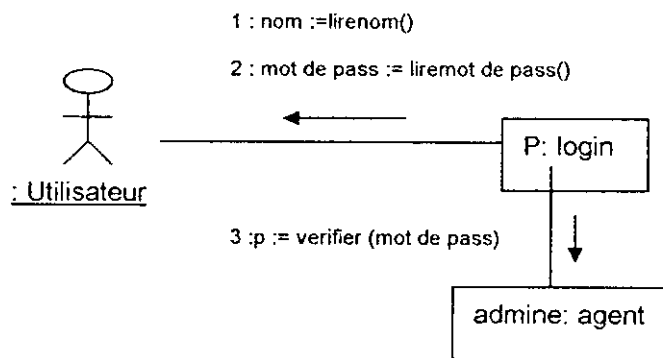 1 : nom :=lirenom()
2 : mot de pass := liremot de pass()
P: login
: Utilisateur
3 :p := verifier (mot de pass)
admine: agent